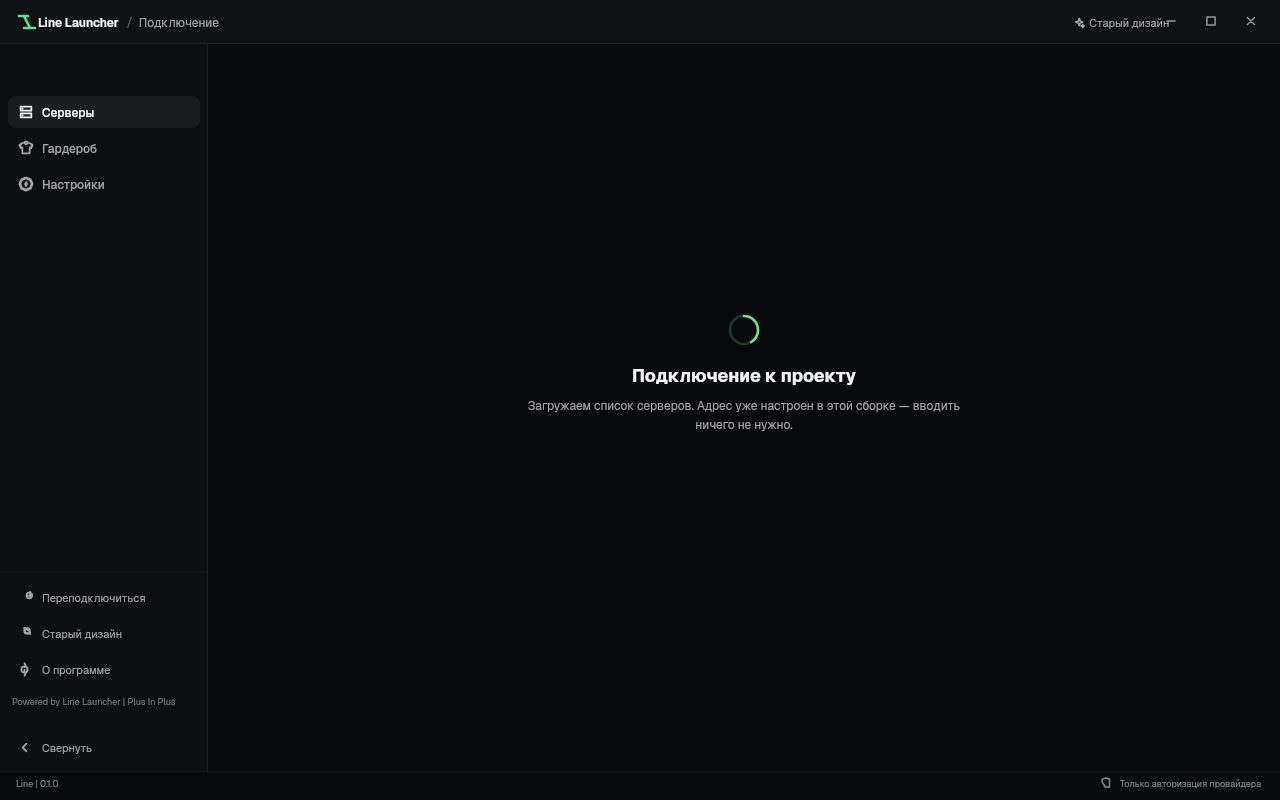 Line Launcher / Подключение
Старый дизайн
Серверы
Гардероб
Настройки
Подключение к проекту
Загружаем список серверов. Адрес уже настроен в этой сборке — вводить
ничего не нужно.
Переподключиться
Старый дизайн
О программе
Powered by Line Launcher | Plus In Plus
Свернуть
Line | 0.1.0
Только авторизация провайдера